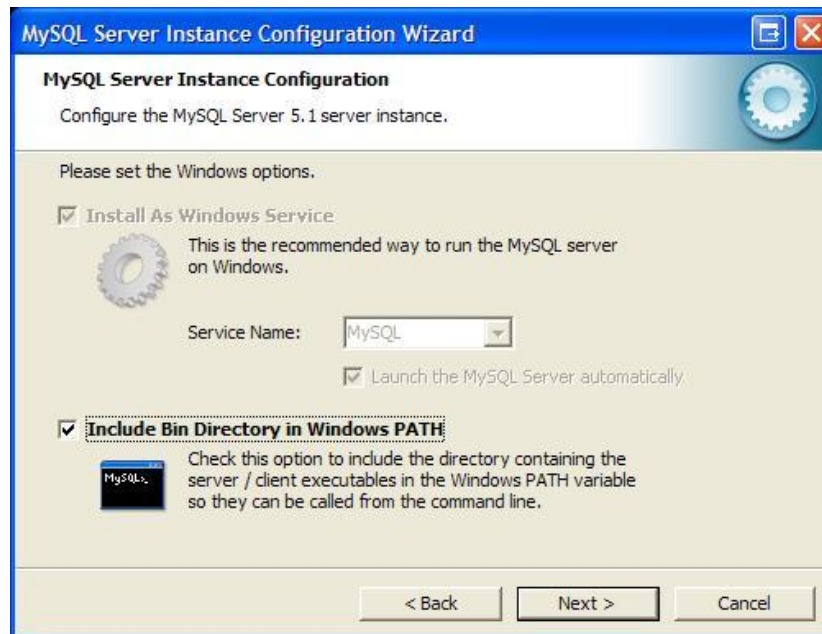 MySQL Server Instance Configuration Wizard
MySQL Server Instance Configuration
Configure the MySQL Server 5.1 server instance.
Please set the Windows options.
Install As Windows Service
This is the recommended way to run the MySQL server
on Windows.
Service Name:
MySQL
Launch the MySQL Server automatically
Include Bin Directory in Windows PATH
Check this option to include the directory containing the
server / client executables in the Windows PATH variable
so they can be called from the command line.
MySQL>_
< Back
Next >
Cancel